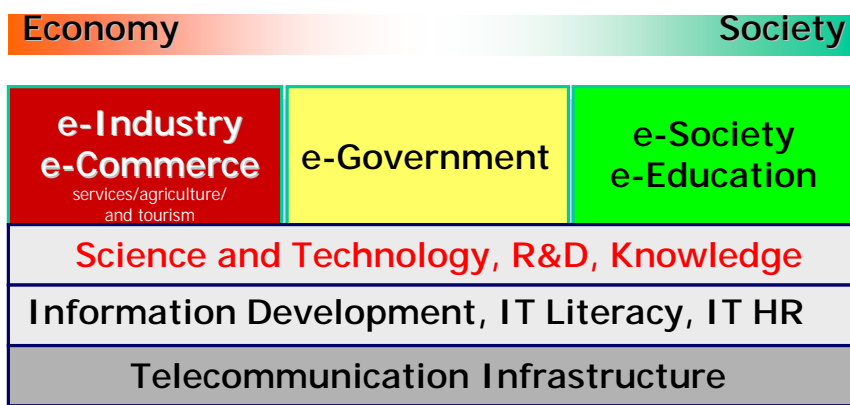 Economy Society
e-Industry
e-Commerce
services/agriculture/
and tourism
e-Government
e-Society
e-Education
Science and Technology, R&D, Knowledge
Information Development, IT Literacy, IT HR
Telecommunication Infrastructure